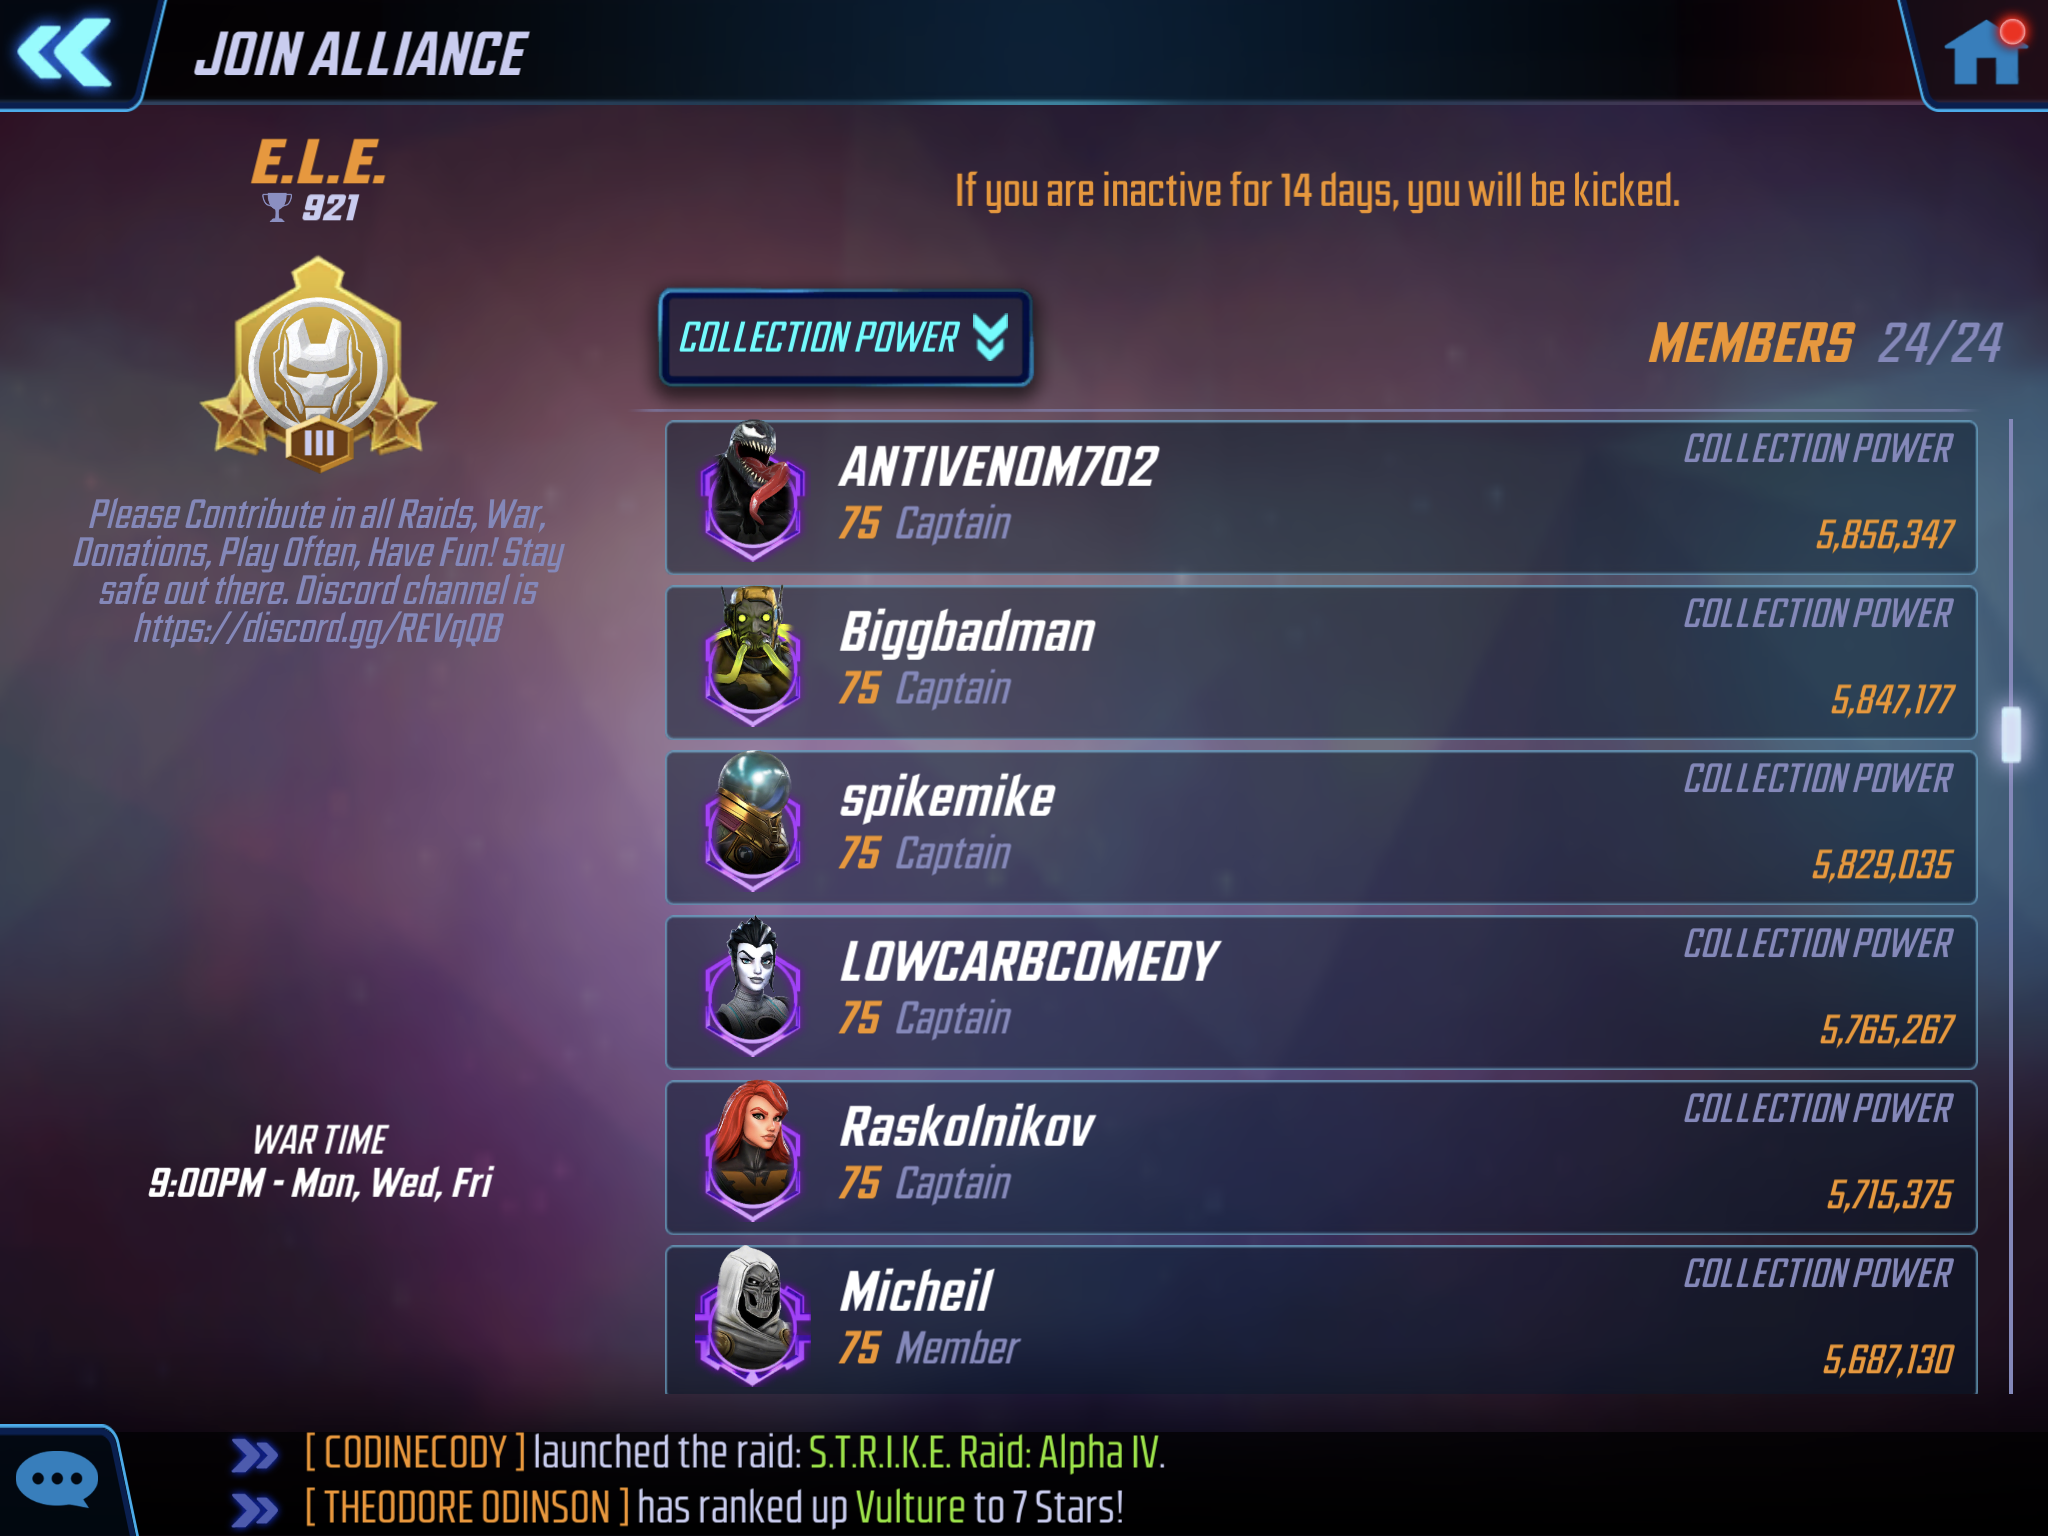 JOIN ALLIANCE
E.L.E.
921
III
Please Contribute in all Raids, War,
Donations, Play Often, Have Fun! Stay
safe out there. Discord channel is
https://discord.gg/REVqQB
WAR TIME
9:00PM - Mon, Wed, Fri
If you are inactive for 14 days, you will be kicked.
COLLECTION POWER
MEMBERS 24/24
ANTIVENOM702
75 Captain
COLLECTION POWER
5,856,347
Biggbadman
75 Captain
COLLECTION POWER
5,847,177
spikemike
75 Captain
COLLECTION POWER
5,829,035
LOWCARBCOMEDY
75 Captain
COLLECTION POWER
5,765,267
Raskolnikov
75 Captain
COLLECTION POWER
5,715,375
Micheil
75 Member
COLLECTION POWER
5,687,130
[ CODINECODY ] launched the raid: S.T.R.I.K.E. Raid: Alpha IV.
[ THEODORE ODINSON ] has ranked up Vulture to 7 Stars!